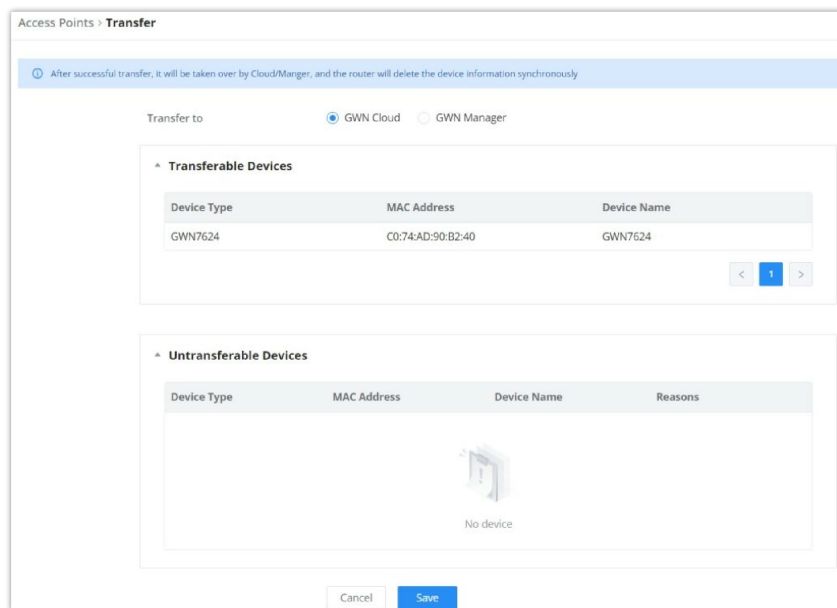 Access Points > Transfer
After successful transfer, it will be taken over by Cloud/Manger, and the router will delete the device information synchronously
Transfer to GWN Cloud GWN Manager
Transferable Devices
Device Type MAC Address Device Name
GWN7624 C0:74:AD:90:B2:40 GWN7624
< 1 >
Untransferable Devices
Device Type MAC Address Device Name Reasons
No device
Cancel Save